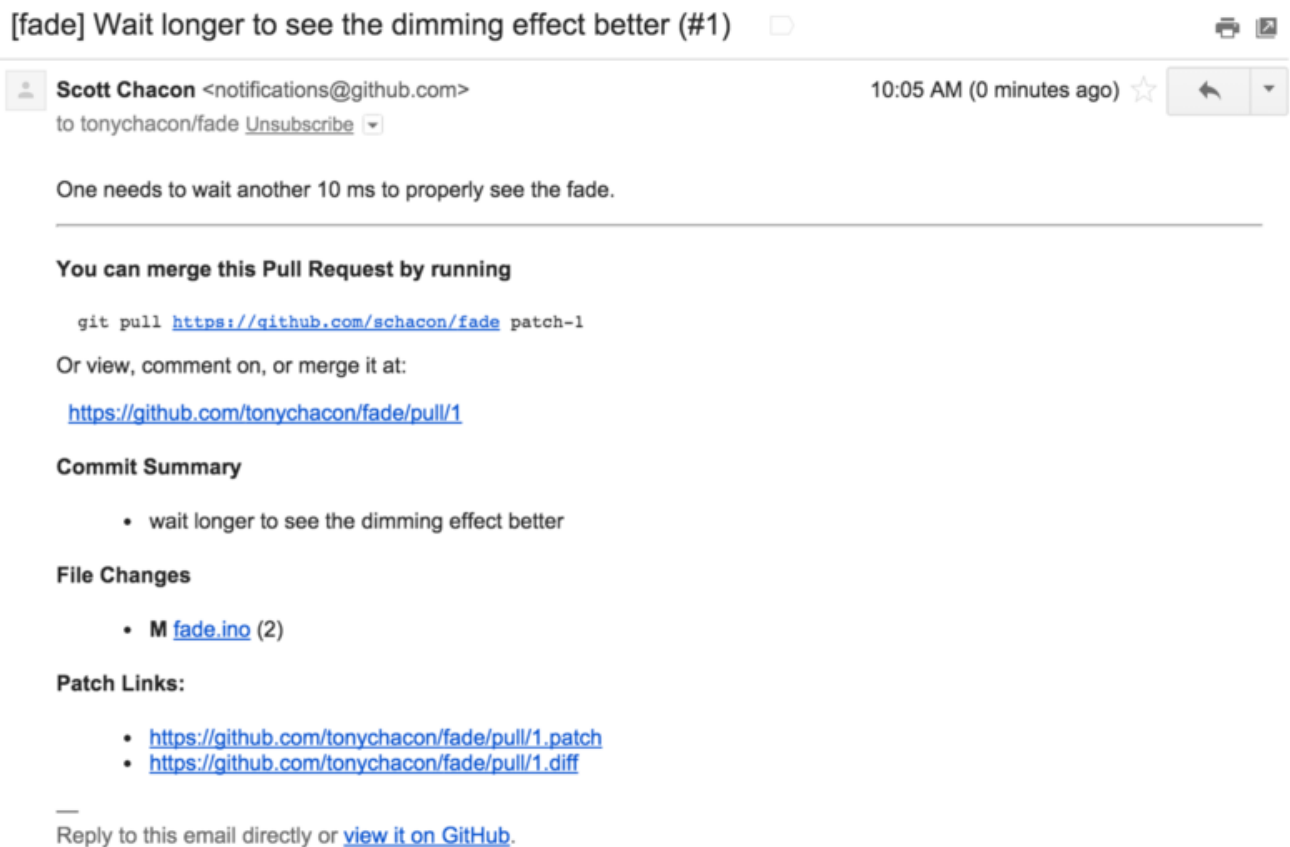 [fade] Wait longer to see the dimming effect better (#1)
Scott Chacon <notifications@github.com>
10:05 AM (0 minutes ago)
to tonychacon/fade Unsubscribe
One needs to wait another 10 ms to properly see the fade.
You can merge this Pull Request by running
git pull https://github.com/schacon/fade patch-1
Or view, comment on, or merge it at:
https://github.com/tonychacon/fade/pull/1
Commit Summary
• wait longer to see the dimming effect better
File Changes
• M fade.ino (2)
Patch Links:
• https://github.com/tonychacon/fade/pull/1.patch
• https://github.com/tonychacon/fade/pull/1.diff
—
Reply to this email directly or view it on GitHub.